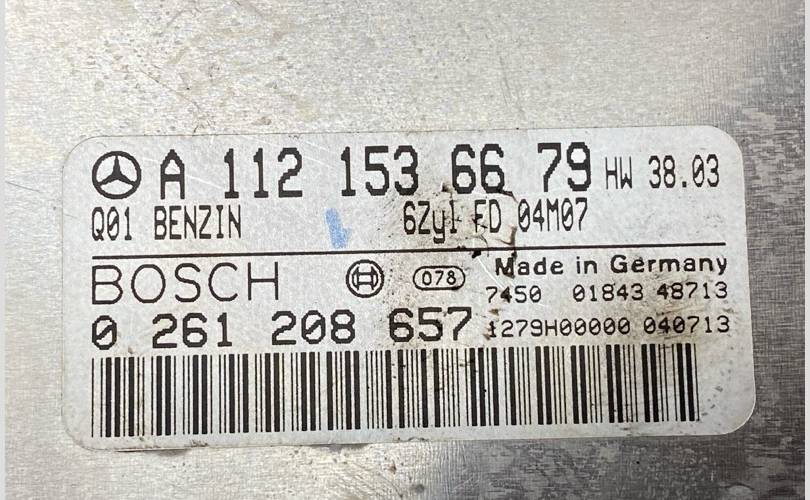 A 112 153 66 79 HW 38.03
Q01 BENZIN 6Zyl FD 04M07
BOSCH 078 Made in Germany
7450 01843 48713
0 261 208 657 1279H00000 040713